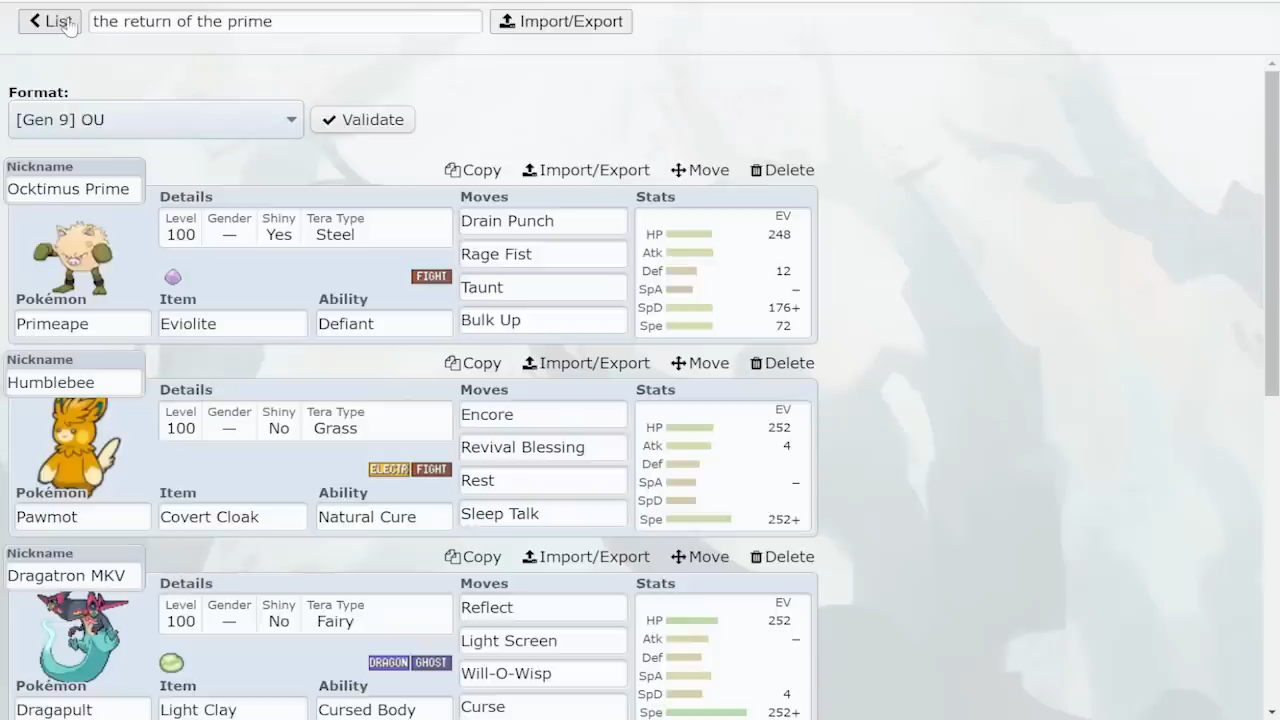 List
the return of the prime
Import/Export
Format:
[Gen 9] OU
Validate
Copy Import/Export Move Delete
Nickname
Ocktimus Prime
Details
Level Gender Shiny Tera Type
100 — Yes Steel
FIGHT
Pokémon Item Ability
Primeape Eviolite Defiant
Moves
Drain Punch
Rage Fist
Taunt
Bulk Up
Stats
EV
HP 248
Atk
Def 12
SpA –
SpD 176+
Spe 72
Copy Import/Export Move Delete
Nickname
Humblebee
Details
Level Gender Shiny Tera Type
100 — No Grass
ELECTR FIGHT
Pokémon Item Ability
Pawmot Covert Cloak Natural Cure
Moves
Encore
Revival Blessing
Rest
Sleep Talk
Stats
EV
HP 252
Atk 4
Def
SpA –
SpD
Spe 252+
Copy Import/Export Move Delete
Nickname
Dragatron MKV
Details
Level Gender Shiny Tera Type
100 — No Fairy
DRAGON GHOST
Pokémon Item Ability
Dragapult Light Clay Cursed Body
Moves
Reflect
Light Screen
Will-O-Wisp
Curse
Stats
EV
HP 252
Atk –
Def
SpA
SpD 4
Spe 252+